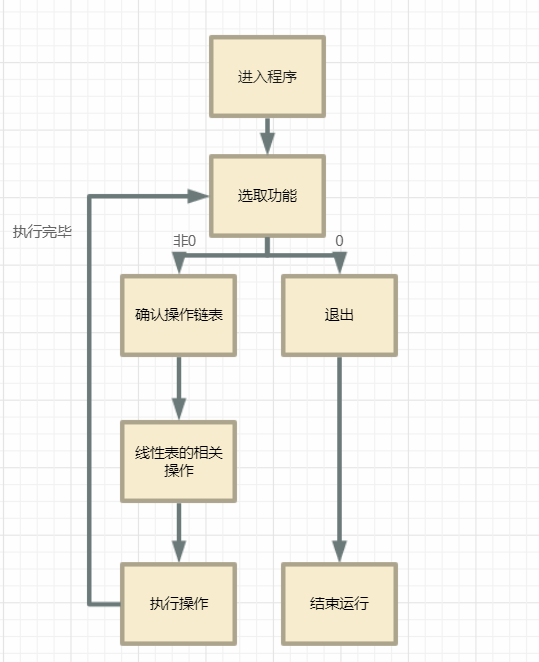 进入程序
选取功能
执行完毕
非0
0
确认操作链表
退出
线性表的相关
操作
执行操作
结束运行